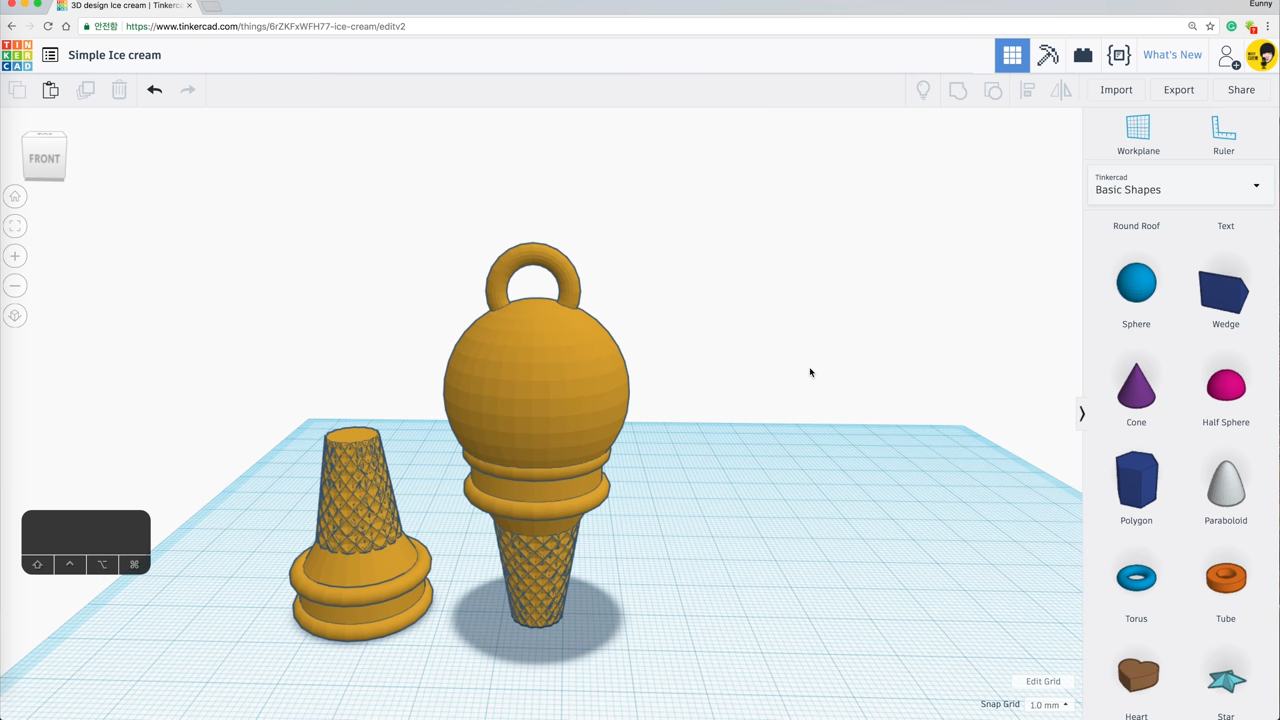 3D design Ice cream | Tinkerca
Eunny
안전함
https://www.tinkercad.com/things/6rZKFxWFH77-ice-cream/editv2
TIN
KER
CAD
Simple Ice cream
What's New
Import
Export
Share
FRONT
Workplane
Ruler
Tinkercad
Basic Shapes
Round Roof
Text
Sphere
Wedge
Cone
Half Sphere
Polygon
Paraboloid
Torus
Tube
Heart
Star
Edit Grid
Snap Grid
1.0 mm